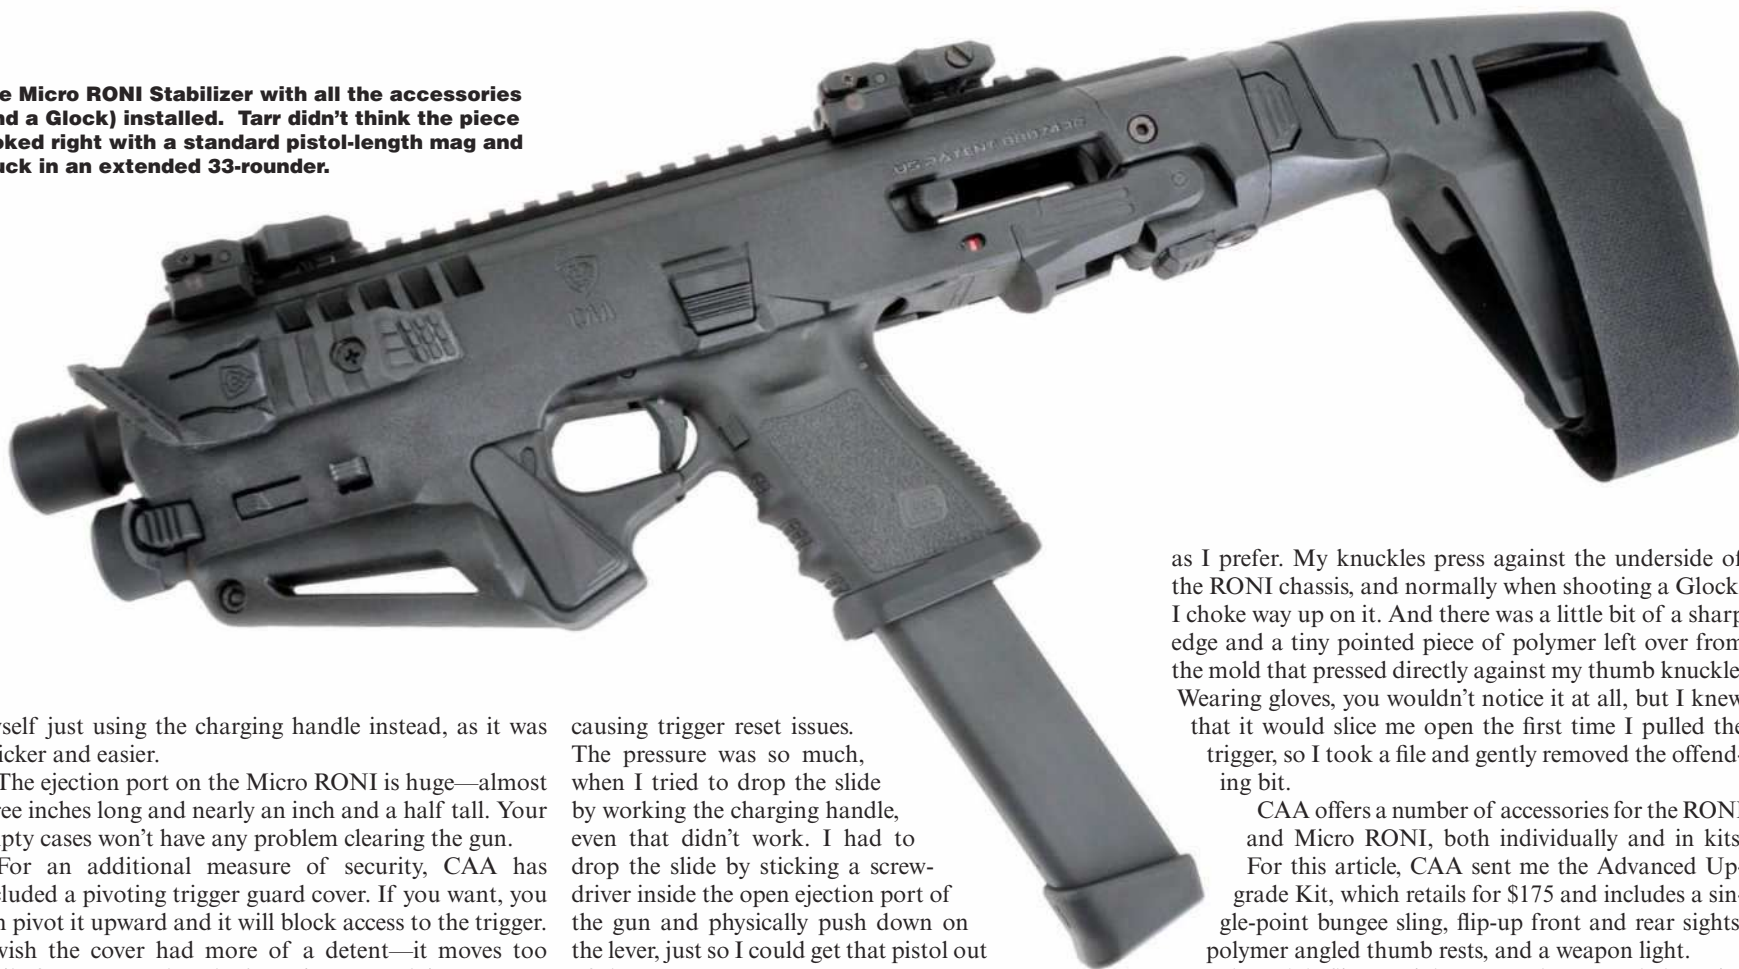 e Micro RONI Stabilizer with all the accessories
nd a Glock) installed. Tarr didn't think the piece
oked right with a standard pistol-length mag and
uck in an extended 33-rounder.
US PATENT
CAA
self just using the charging handle instead, as it was
icker and easier.
The ejection port on the Micro RONI is huge—almost
ree inches long and nearly an inch and a half tall. Your
pty cases won't have any problem clearing the gun.
For an additional measure of security, CAA has
cluded a pivoting trigger guard cover. If you want, you
n pivot it upward and it will block access to the trigger.
wish the cover had more of a detent—it moves too
causing trigger reset issues.
The pressure was so much,
when I tried to drop the slide
by working the charging handle,
even that didn't work. I had to
drop the slide by sticking a screw-
driver inside the open ejection port of
the gun and physically push down on
the lever, just so I could get that pistol out
as I prefer. My knuckles press against the underside of
the RONI chassis, and normally when shooting a Glock
I choke way up on it. And there was a little bit of a sharp
edge and a tiny pointed piece of polymer left over from
the mold that pressed directly against my thumb knuckle
Wearing gloves, you wouldn't notice it at all, but I knew
that it would slice me open the first time I pulled the
trigger, so I took a file and gently removed the offend-
ing bit.
CAA offers a number of accessories for the RONI
and Micro RONI, both individually and in kits
For this article, CAA sent me the Advanced Up-
grade Kit, which retails for $175 and includes a sin-
gle-point bungee sling, flip-up front and rear sights
polymer angled thumb rests, and a weapon light.